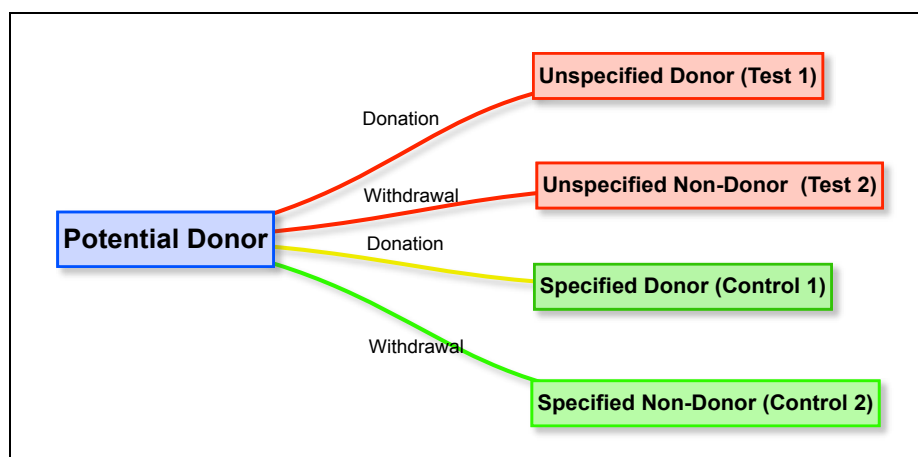 Unspecified Donor (Test 1)
Donation
Unspecified Non-Donor (Test 2)
Withdrawal
Potential Donor
Donation
Specified Donor (Control 1)
Withdrawal
Specified Non-Donor (Control 2)